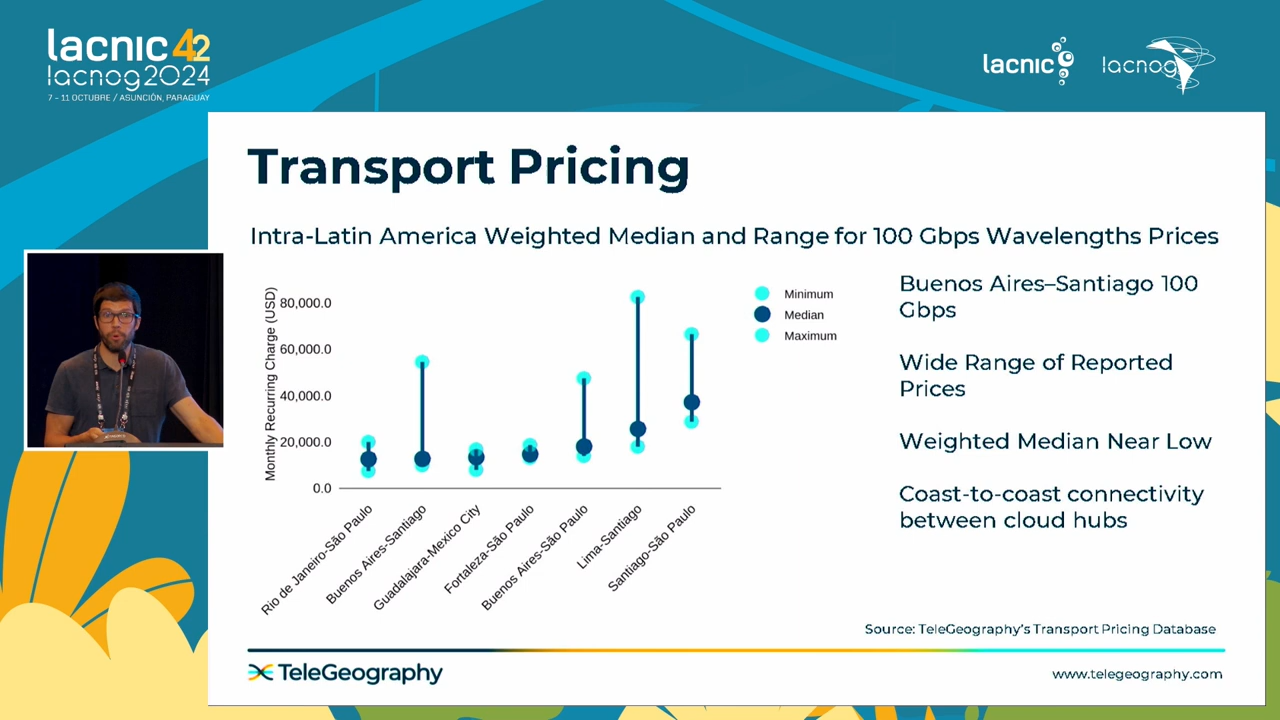 lacnic 42
lacnog2024
7 – 11 OCTUBRE / ASUNCIÓN, PARAGUAY
lacnic
lacnog
Transport Pricing
Intra-Latin America Weighted Median and Range for 100 Gbps Wavelengths Prices
Monthly Recurring Charge (USD)
80,000.0
60,000.0
40,000.0
20,000.0
0.0
Rio de Janeiro-São Paulo
Buenos Aires-Santiago
Guadalajara-Mexico City
Fortaleza-São Paulo
Buenos Aires-São Paulo
Lima-Santiago
Santiago-São Paulo
Minimum
Median
Maximum
Buenos Aires–Santiago 100
Gbps
Wide Range of Reported
Prices
Weighted Median Near Low
Coast-to-coast connectivity
between cloud hubs
Source: TeleGeography's Transport Pricing Database
TeleGeography
www.telegeography.com